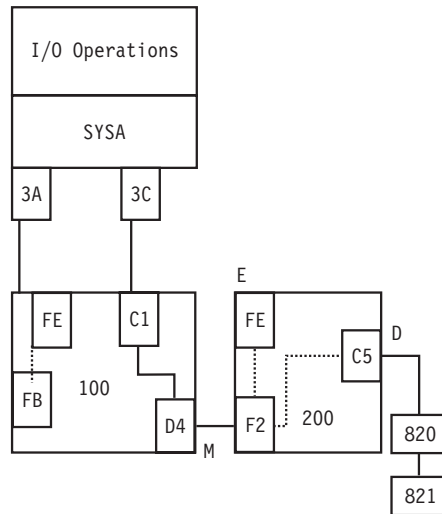 I/O Operations
SYSA
3A
3C
E
FE
C1
FE
D
C5
FB
100
D4
M
F2
200
820
821